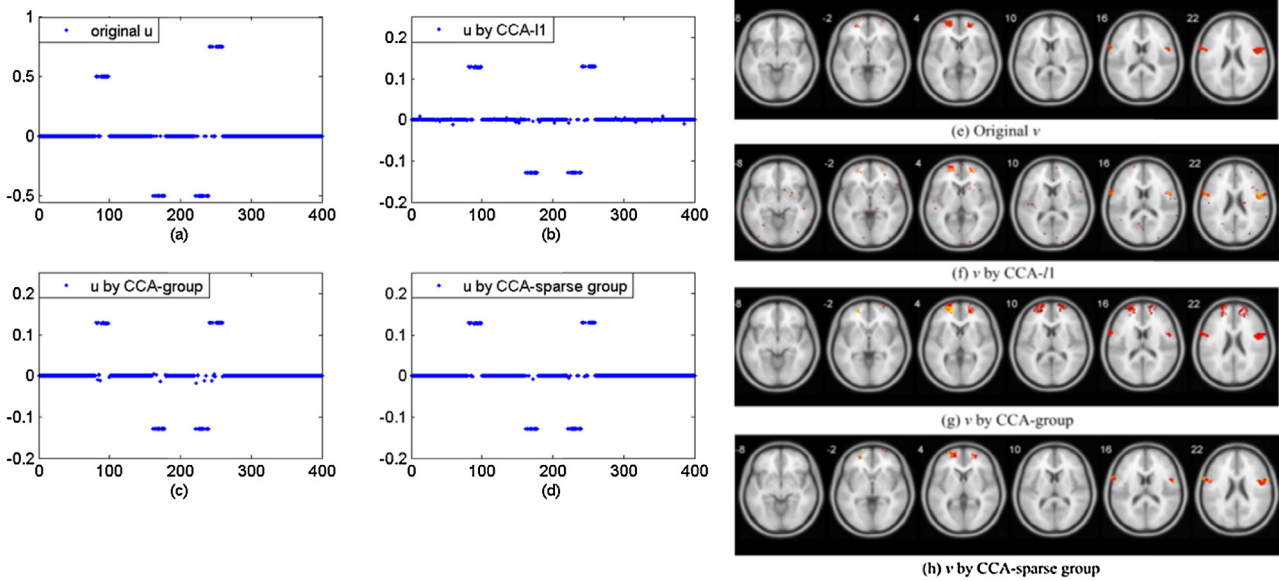 original u
1
0.5
0
-0.5
0 100 200 300 400
(a)
u by CCA-l1
0.2
0.1
0
-0.1
-0.2
0 100 200 300 400
(b)
u by CCA-group
0.2
0.1
0
-0.1
-0.2
0 100 200 300 400
(c)
u by CCA-sparse group
0.2
0.1
0
-0.1
-0.2
0 100 200 300 400
(d)
-8 -2 4 10 16 22
(e) Original v
-8 -2 4 10 16 22
(f) v by CCA-l1
-8 -2 4 10 16 22
(g) v by CCA-group
-8 -2 4 10 16 22
(h) v by CCA-sparse group